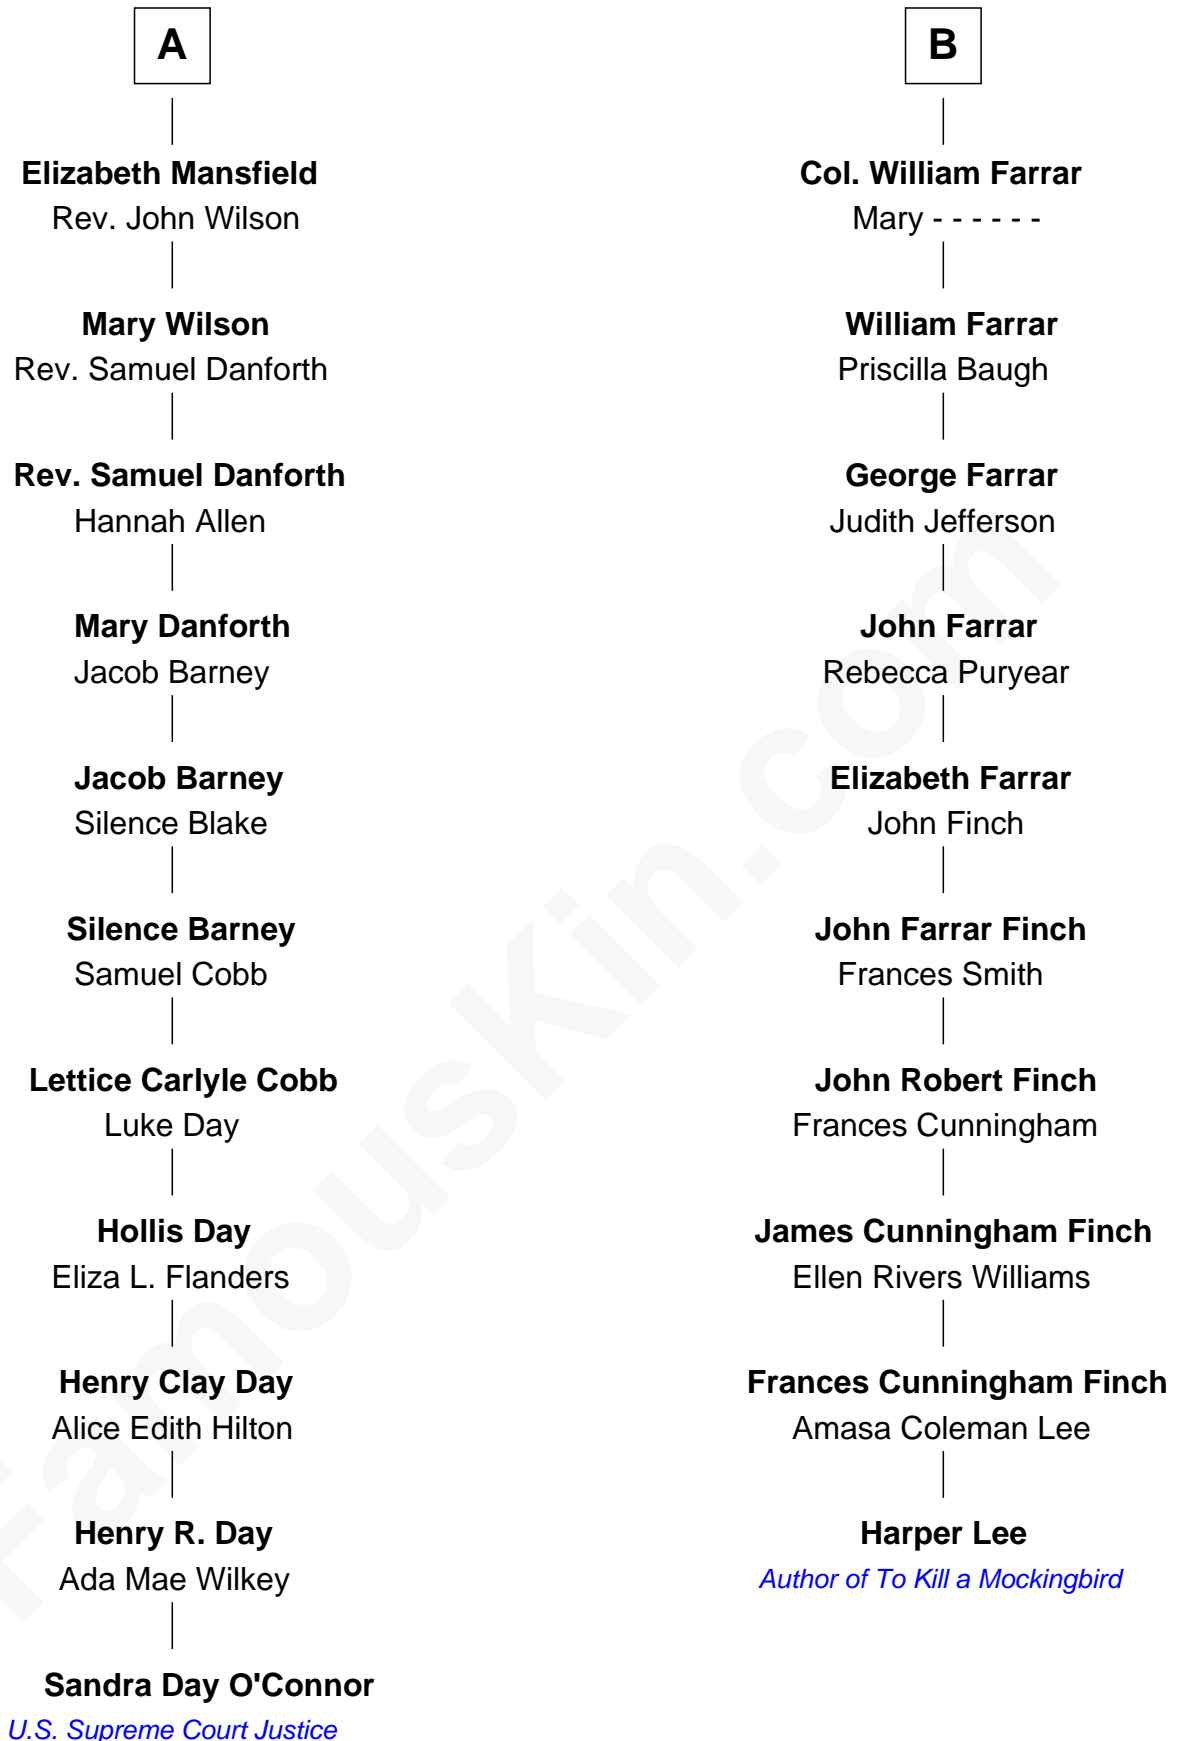 A
Elizabeth Mansfield
Rev. John Wilson
Mary Wilson
Rev. Samuel Danforth
Rev. Samuel Danforth
Hannah Allen
Mary Danforth
Jacob Barney
Jacob Barney
Silence Blake
Silence Barney
Samuel Cobb
Lettice Carlyle Cobb
Luke Day
Hollis Day
Eliza L. Flanders
Henry Clay Day
Alice Edith Hilton
Henry R. Day
Ada Mae Wilkey
Sandra Day O'Connor
U.S. Supreme Court Justice
B
Col. William Farrar
Mary - - - - - -
William Farrar
Priscilla Baugh
George Farrar
Judith Jefferson
John Farrar
Rebecca Puryear
Elizabeth Farrar
John Finch
John Farrar Finch
Frances Smith
John Robert Finch
Frances Cunningham
James Cunningham Finch
Ellen Rivers Williams
Frances Cunningham Finch
Amasa Coleman Lee
Harper Lee
Author of To Kill a Mockingbird
FamousKin.com